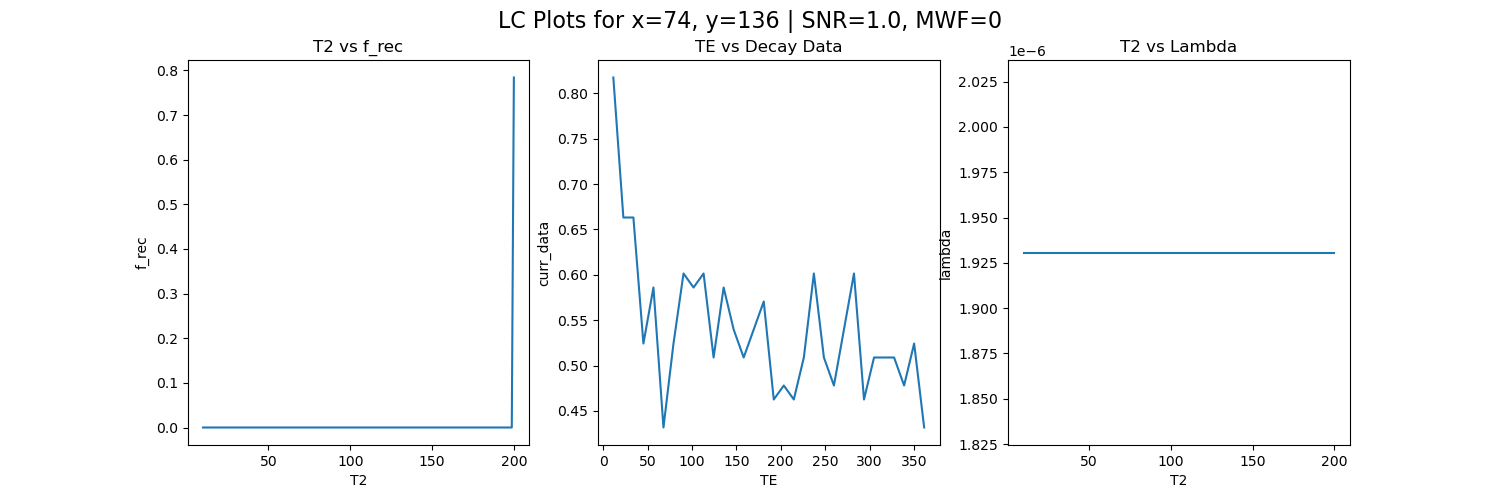 LC Plots for x=74, y=136 | SNR=1.0, MWF=0
T2 vs f_rec
0.8
0.7
0.6
0.5
0.4
0.3
0.2
0.1
0.0
f_rec
50 100 150 200
T2
TE vs Decay Data
0.80
0.75
0.70
0.65
0.60
0.55
0.50
0.45
curr_data
0 50 100 150 200 250 300 350
TE
T2 vs Lambda
1e−6
2.025
2.000
1.975
1.950
1.925
1.900
1.875
1.850
1.825
lambda
50 100 150 200
T2